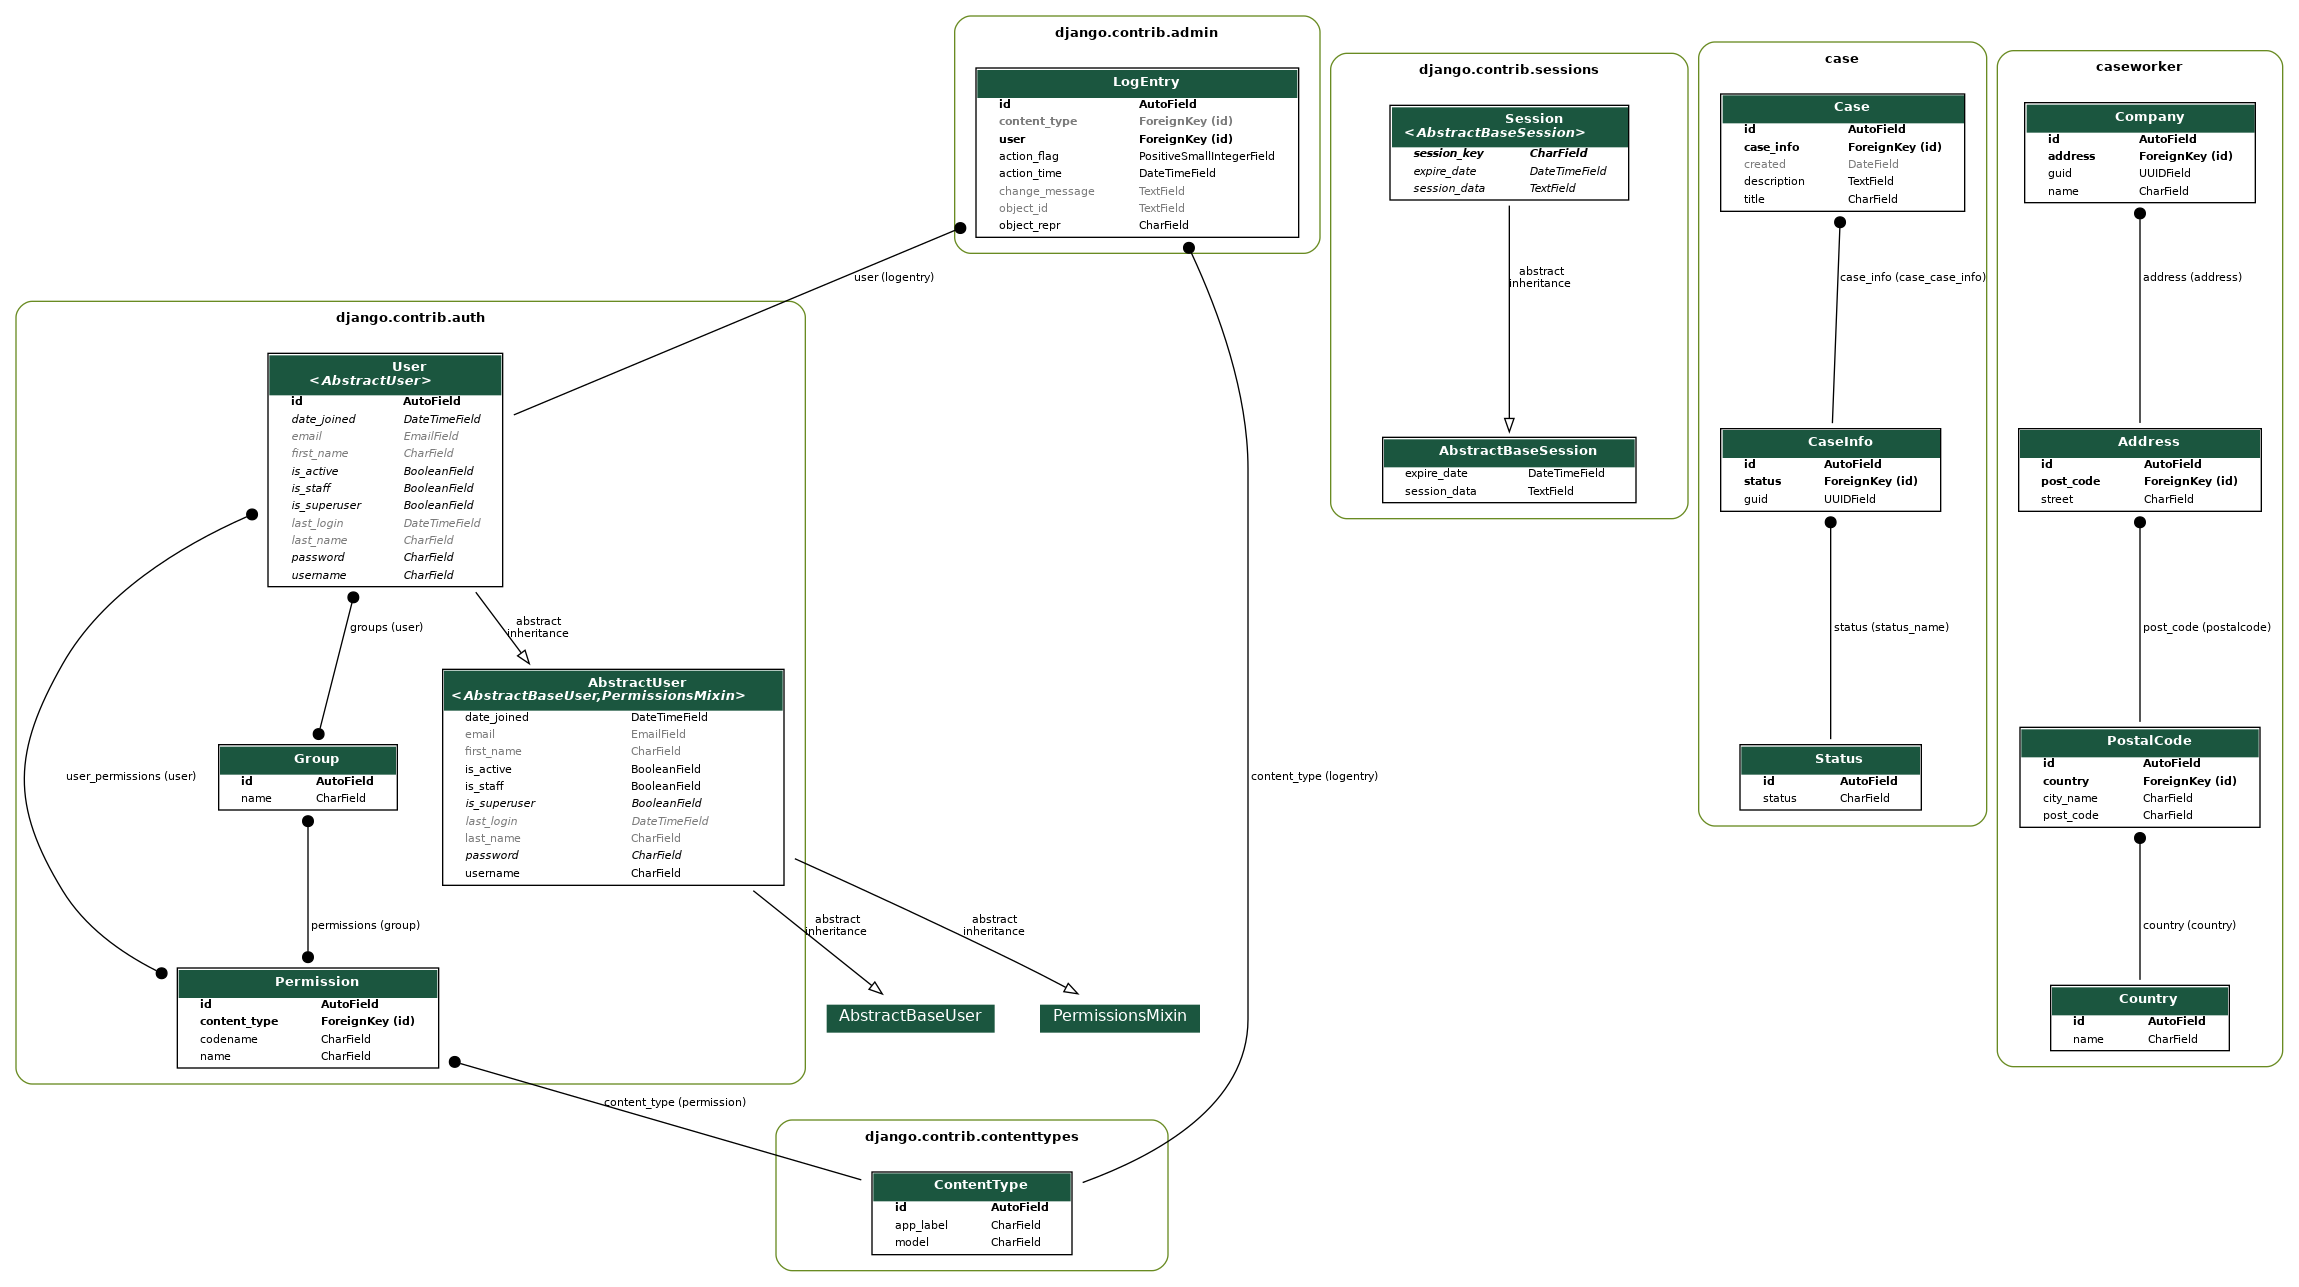 django.contrib.admin
LogEntry
id AutoField
content_type ForeignKey (id)
user ForeignKey (id)
action_flag PositiveSmallIntegerField
action_time DateTimeField
change_message TextField
object_id TextField
object_repr CharField
django.contrib.sessions
Session
<AbstractBaseSession>
session_key CharField
expire_date DateTimeField
session_data TextField
abstract
inheritance
AbstractBaseSession
expire_date DateTimeField
session_data TextField
case
Case
id AutoField
case_info ForeignKey (id)
created DateField
description TextField
title CharField
case_info (case_case_info)
CaseInfo
id AutoField
status ForeignKey (id)
guid UUIDField
status (status_name)
Status
id AutoField
status CharField
caseworker
Company
id AutoField
address ForeignKey (id)
guid UUIDField
name CharField
address (address)
Address
id AutoField
post_code ForeignKey (id)
street CharField
post_code (postalcode)
PostalCode
id AutoField
country ForeignKey (id)
city_name CharField
post_code CharField
country (country)
Country
id AutoField
name CharField
user (logentry)
content_type (logentry)
django.contrib.auth
User
<AbstractUser>
id AutoField
date_joined DateTimeField
email EmailField
first_name CharField
is_active BooleanField
is_staff BooleanField
is_superuser BooleanField
last_login DateTimeField
last_name CharField
password CharField
username CharField
groups (user)
abstract
inheritance
user_permissions (user)
Group
id AutoField
name CharField
AbstractUser
<AbstractBaseUser,PermissionsMixin>
date_joined DateTimeField
email EmailField
first_name CharField
is_active BooleanField
is_staff BooleanField
is_superuser BooleanField
last_login DateTimeField
last_name CharField
password CharField
username CharField
permissions (group)
abstract
inheritance
abstract
inheritance
Permission
id AutoField
content_type ForeignKey (id)
codename CharField
name CharField
AbstractBaseUser
PermissionsMixin
content_type (permission)
django.contrib.contenttypes
ContentType
id AutoField
app_label CharField
model CharField